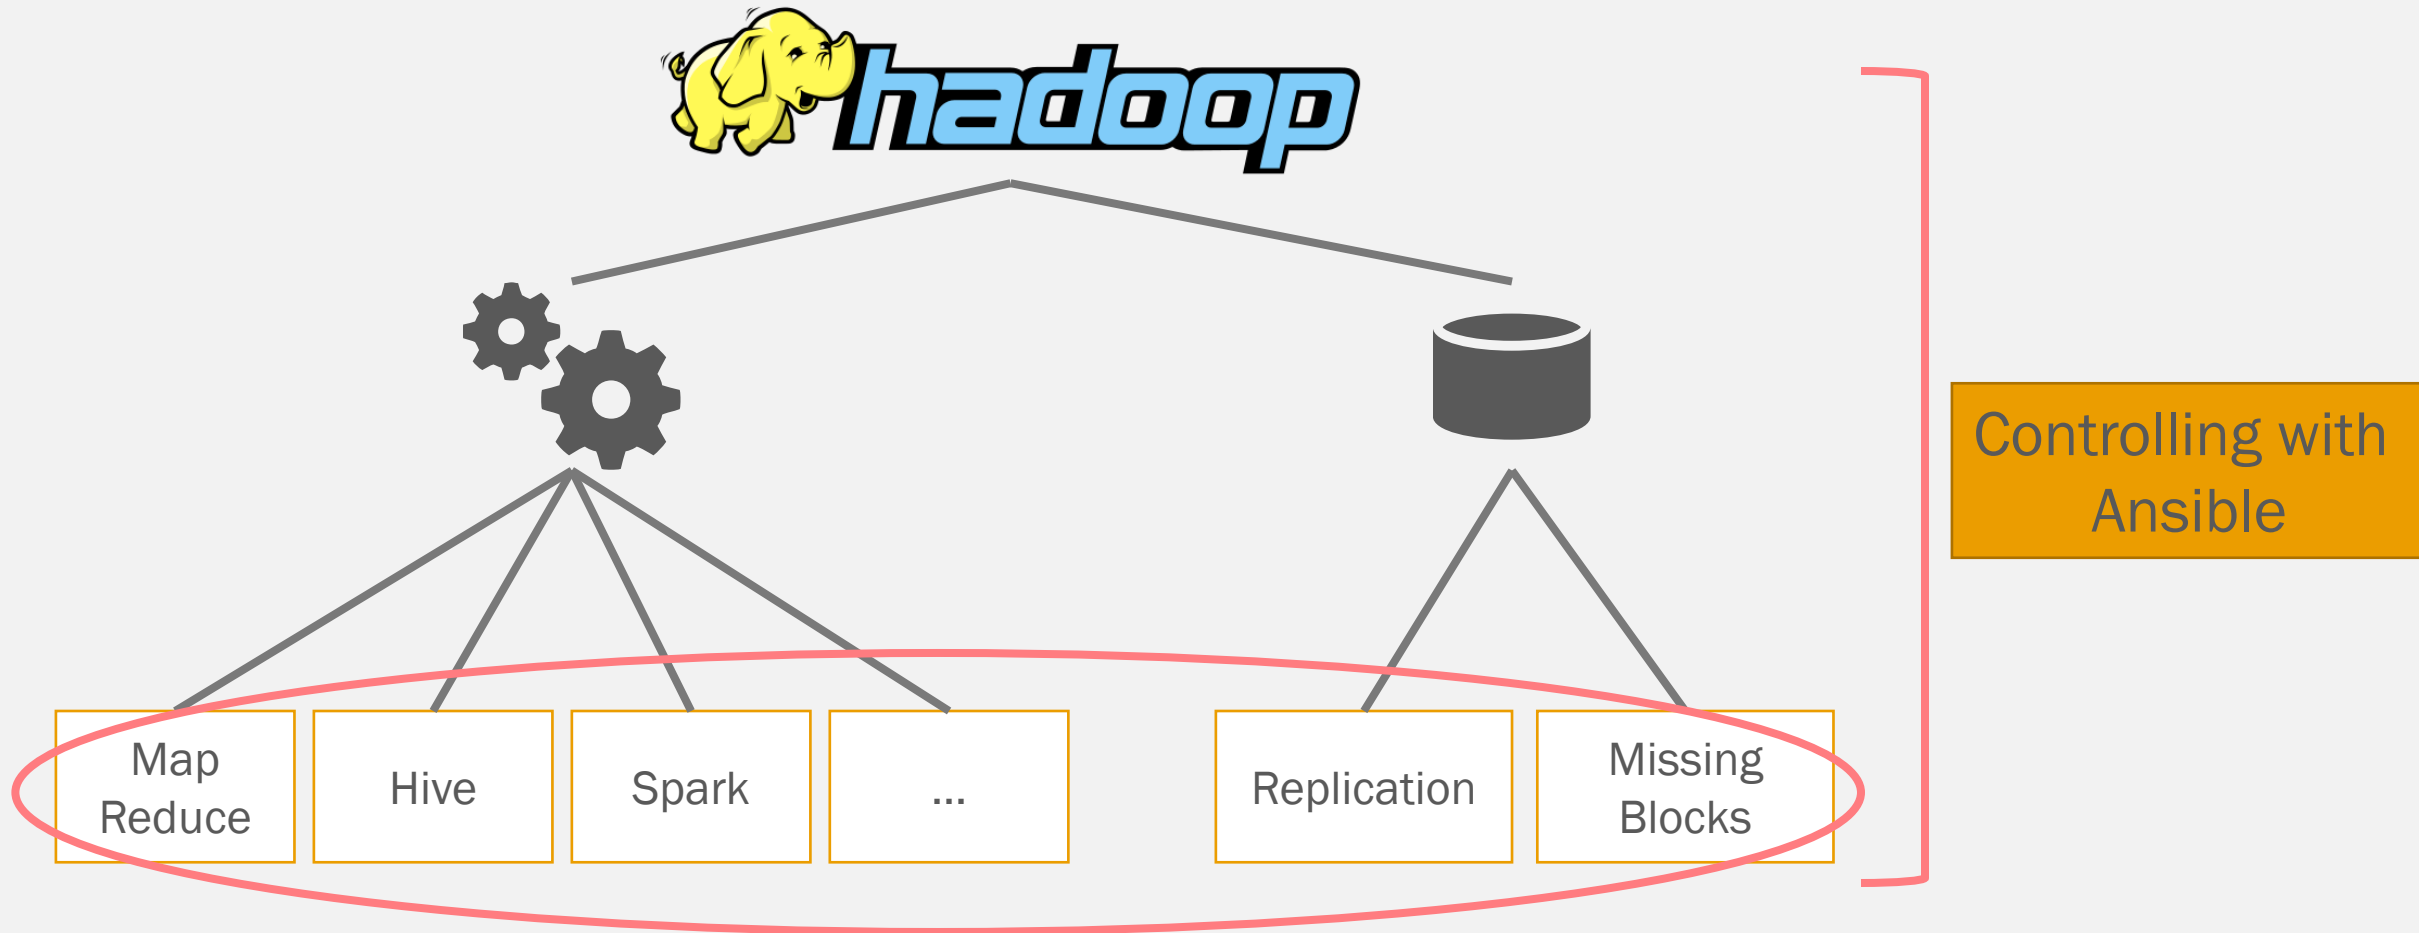 hadoop
Controlling with
Ansible
Map
Reduce
Hive
Spark
...
Replication
Missing
Blocks